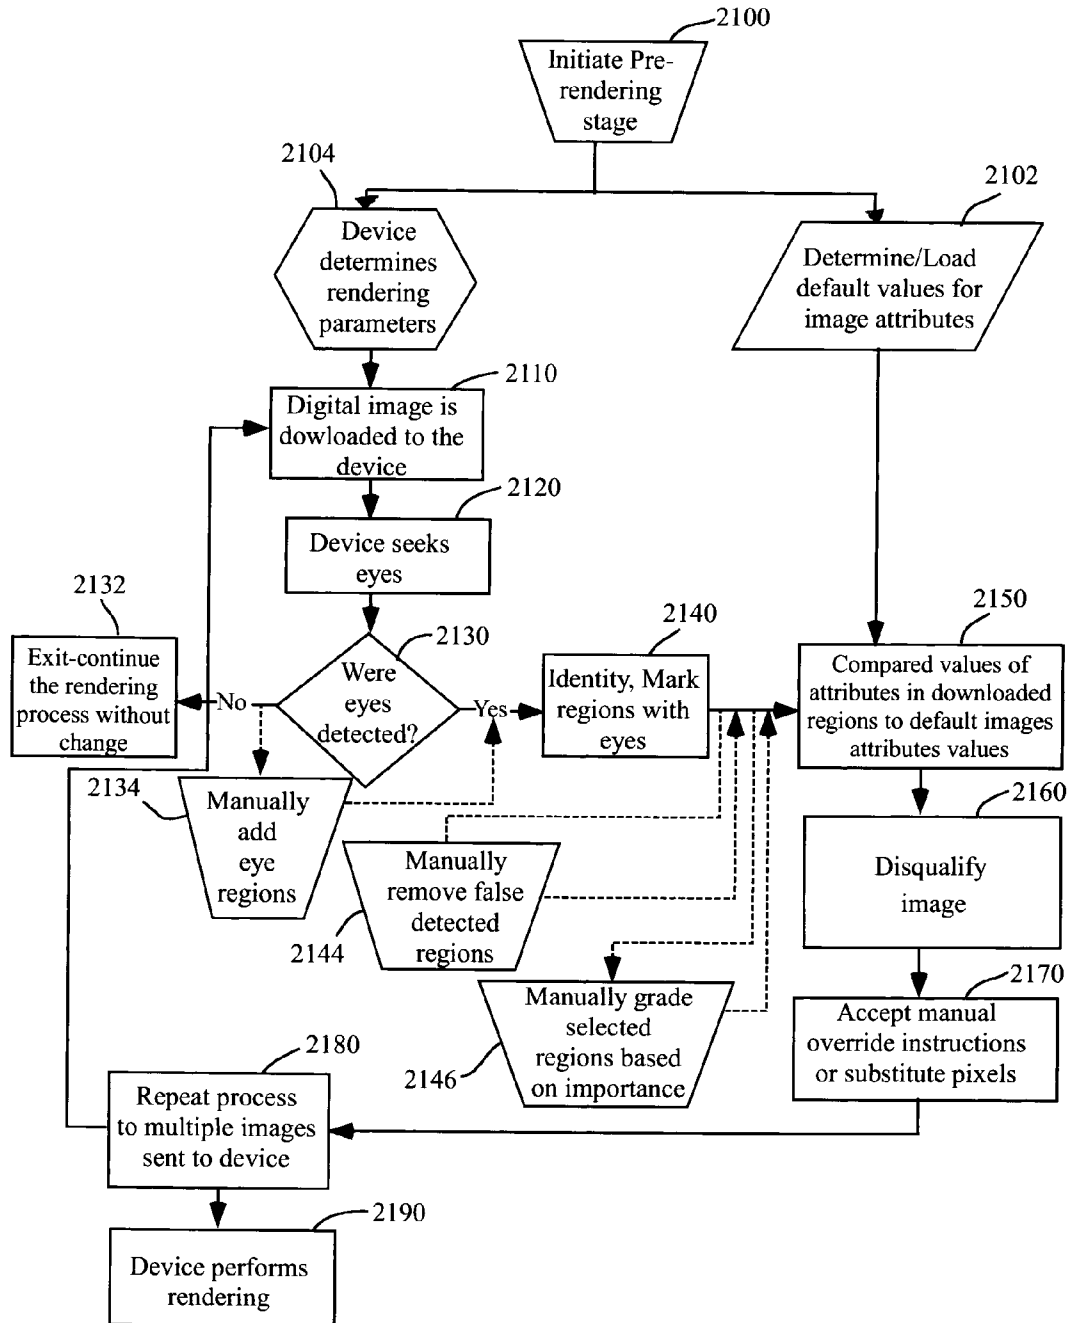 2100
Initiate Pre-
rendering
stage
2104
Device
determines
rendering
parameters
2102
Determine/Load
default values for
image attributes
2110
Digital image is
dowloaded to the
device
2120
Device seeks
eyes
2132
Exit-continue
the rendering
process without
change
No
2130
Were
eyes
detected?
Yes
2140
Identity, Mark
regions with
eyes
2150
Compared values of
attributes in downloaded
regions to default images
attributes values
2134
Manually
add
eye
regions
2144
Manually
remove false
detected
regions
2160
Disqualify
image
2146
Manually grade
selected
regions based
on importance
2170
Accept manual
override instructions
or substitute pixels
2180
Repeat process
to multiple images
sent to device
2190
Device performs
rendering